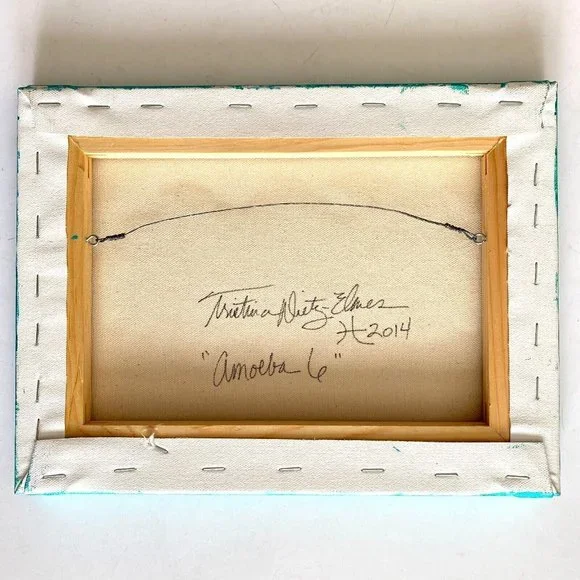 Tristina Dietz-Elmes
2014
"Amoeba 6"